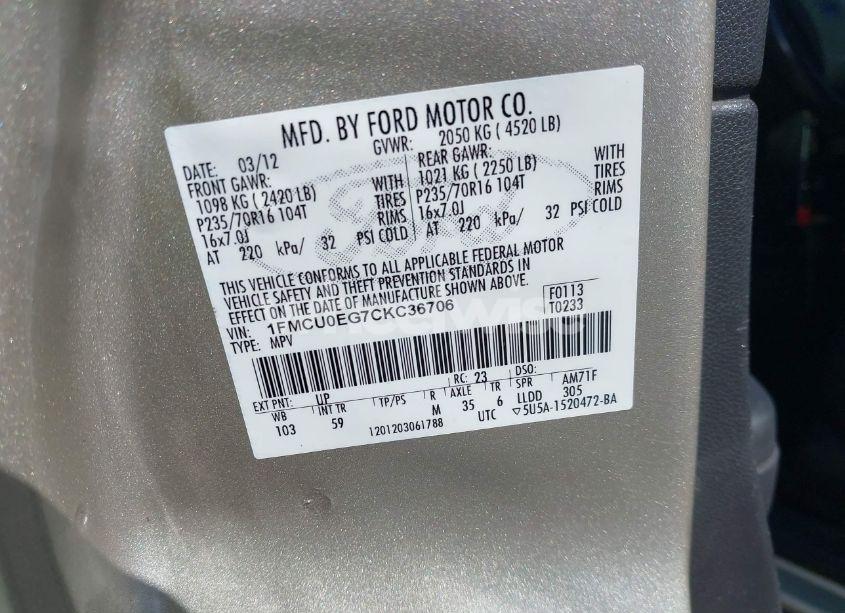 MFD. BY FORD MOTOR CO.
DATE: 03/12 GVWR: 2050 KG ( 4520 LB)
FRONT GAWR: REAR GAWR:
1098 KG ( 2420 LB) WITH 1021 KG ( 2250 LB) WITH
P235/70R16 104T TIRES P235/70R16 104T TIRES
16x7.0J RIMS 16x7.0J RIMS
AT 220 kPa/ 32 PSI COLD AT 220 kPa/ 32 PSI COLD
THIS VEHICLE CONFORMS TO ALL APPLICABLE FEDERAL MOTOR
VEHICLE SAFETY AND THEFT PREVENTION STANDARDS IN
EFFECT ON THE DATE OF MANUFACTURE SHOWN ABOVE.
VIN: 1FMCU0EG7CKC36706 F0113
TYPE: MPV T0233
EXT PNT: UP RC: 23 DSO:
WB INT TR TP/PS R AXLE TR SPR AM71F
103 59 M 35 6 LLDD 305
1201203061788 UTC ▽5U5A-1520472-BA